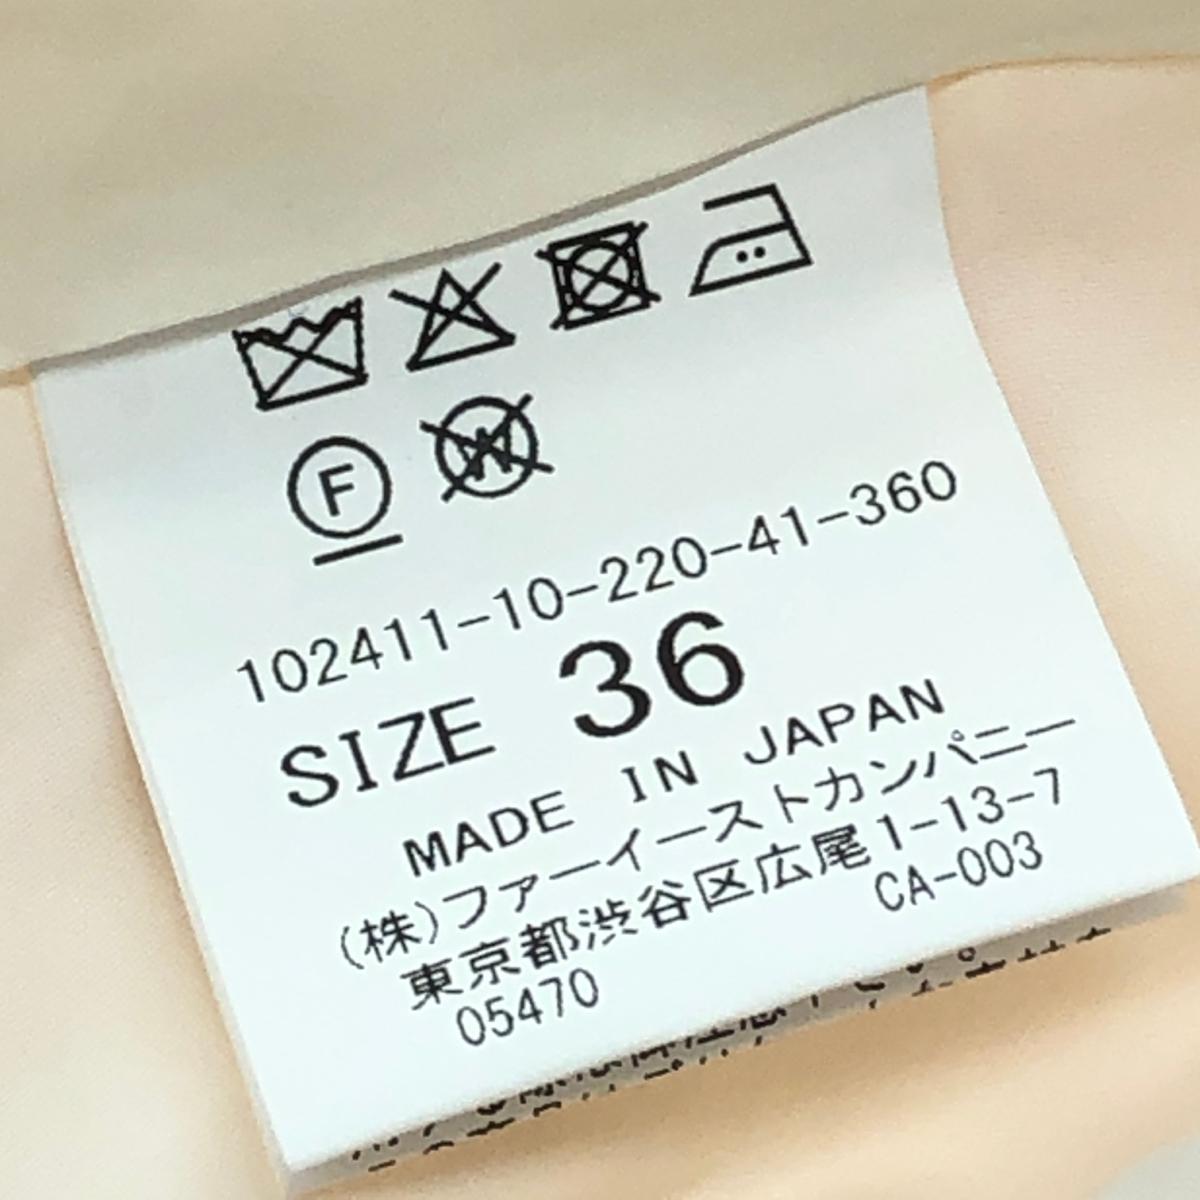 F W
102411-10-220-41-360
SIZE 36
MADE IN JAPAN
(株)ファーイーストカンパニー
東京都渋谷区広尾1-13-7
CA-003
05470